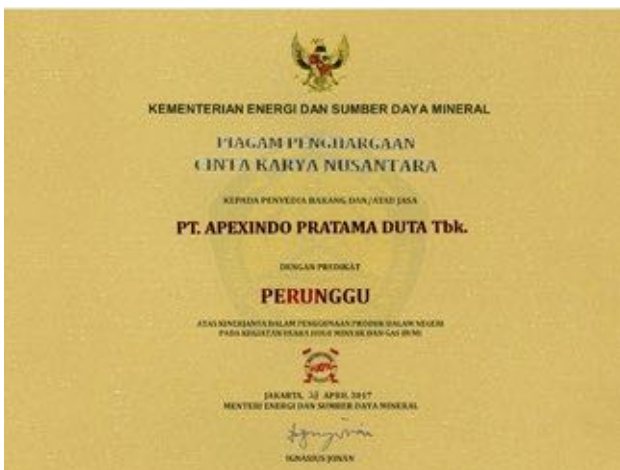 KEMENTERIAN ENERGI DAN SUMBER DAYA MINERAL
PIAGAM PENGHARGAAN
CINTA KARYA NUSANTARA
KEPADA PENYEDIA BARANG DAN/ATAU JASA
PT. APEXINDO PRATAMA DUTA Tbk.
DENGAN PREDIKAT
PERUNGGU
ATAS KINERJANYA DALAM PENGGUNAAN PRODUK DALAM NEGERI
PADA KEGIATAN USAHA HULU MINYAK DAN GAS BUMI
JAKARTA, APRIL 2017
MENTERI ENERGI DAN SUMBER DAYA MINERAL
IGNASIUS JONAN